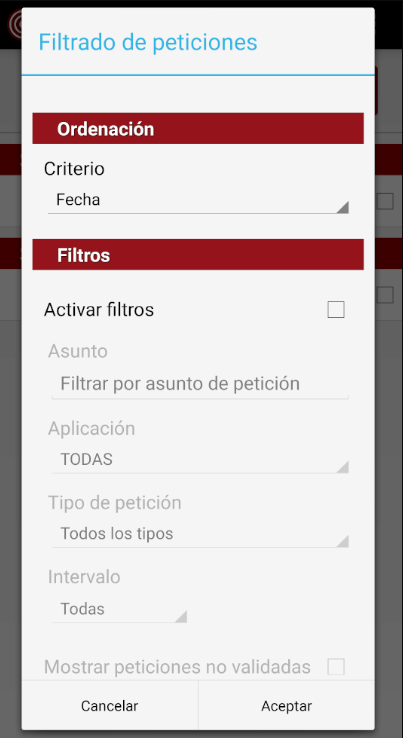 Filtrado de peticiones
Ordenación
Criterio
Fecha
Filtros
Activar filtros
Asunto
Filtrar por asunto de petición
Aplicación
TODAS
Tipo de petición
Todos los tipos
Intervalo
Todas
Mostrar peticiones no validadas
Cancelar
Aceptar